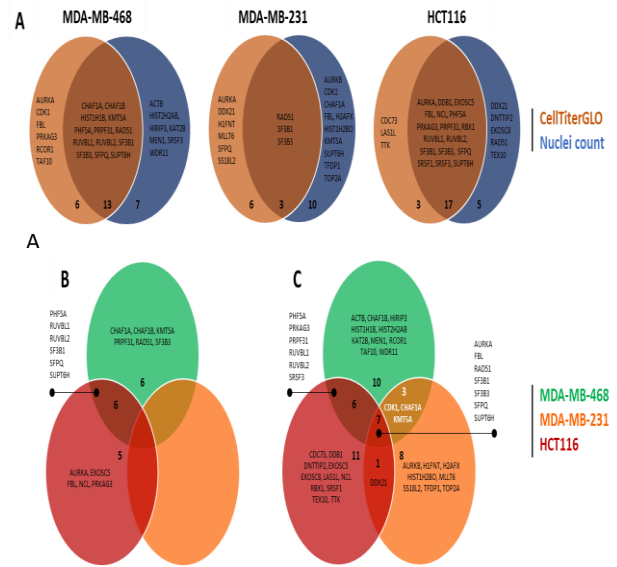 A
MDA-MB-468
MDA-MB-231
HCT116
AURKA
CDK1
FBL
PRKAG3
RCOR1
TAF10
CHAF1A, CHAF1B
HIST1H1B, KMT5A
PHF5A, PRPF31, RAD51
RUVBL1, RUVBL2, SF3B1
SF3B3, SFPQ, SUPT6H
ACTB
HIST2H2AB,
HIRIP3, KAT2B
MEN1, SRSF3
WDR11
6
13
7
AURKA
DDX21
H1FNT
MLLT6
SFPQ
SS18L2
RAD51
SF3B1
SF3B3
AURKB
CDK1
CHAF1A
FBL, H2AFX
HIST1H2BO
KMT5A
SUPT6H
TFDP1
TOP2A
6
3
10
CDC73
LAS1L
TTK
AURKA, DDB1, EXOSC5
FBL, NCL, PHF5A
PRKAG3, PRPF31, RBX1
RUVBL1, RUVBL2,
SF3B1, SF3B3, SFPQ
SRSF1, SRSF3, SUPT6H
DDX21
DNTTIP2
EXOSC8
RAD51
TEX10
3
17
5
CellTiterGLO
Nuclei count
A
B
PHF5A
RUVBL1
RUVBL2
SF3B1
SFPQ
SUPT6H
CHAF1A, CHAF1B, KMT5A
PRPF31, RAD51, SF3B3
6
6
5
AURKA, EXOSC5
FBL, NCL, PRKAG3
C
PHF5A
PRKAG3
PRPF31
RUVBL1
RUVBL2
SRSF3
ACTB, CHAF1B, HIRIP3
HIST1H1B, HIST2H2AB
KAT2B, MEN1, RCOR1
TAF10, WDR11
10
3
CDK1, CHAF1A
KMT5A
6
7
AURKA
FBL
RAD51
SF3B1
SF3B3
SFPQ
SUPT6H
11
1
8
CDC73, DDB1
DNTTIP2, EXOSC5
EXOSC8, LAS1L, NCL
RBX1, SRSF1
TEX10, TTK
DDX21
AURKB, H1FNT, H2AFX
HIST1H2BO, MLLT6
SS18L2, TFDP1, TOP2A
MDA-MB-468
MDA-MB-231
HCT116